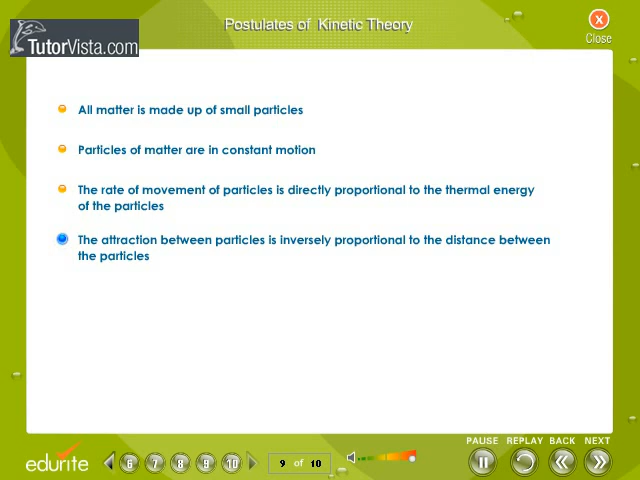 Postulates of Kinetic Theory
X
Close
TutorVista.com
All matter is made up of small particles
Particles of matter are in constant motion
The rate of movement of particles is directly proportional to the thermal energy
of the particles
The attraction between particles is inversely proportional to the distance between
the particles
PAUSE REPLAY BACK NEXT
edurite
6 7 8 9 10
9 of 10